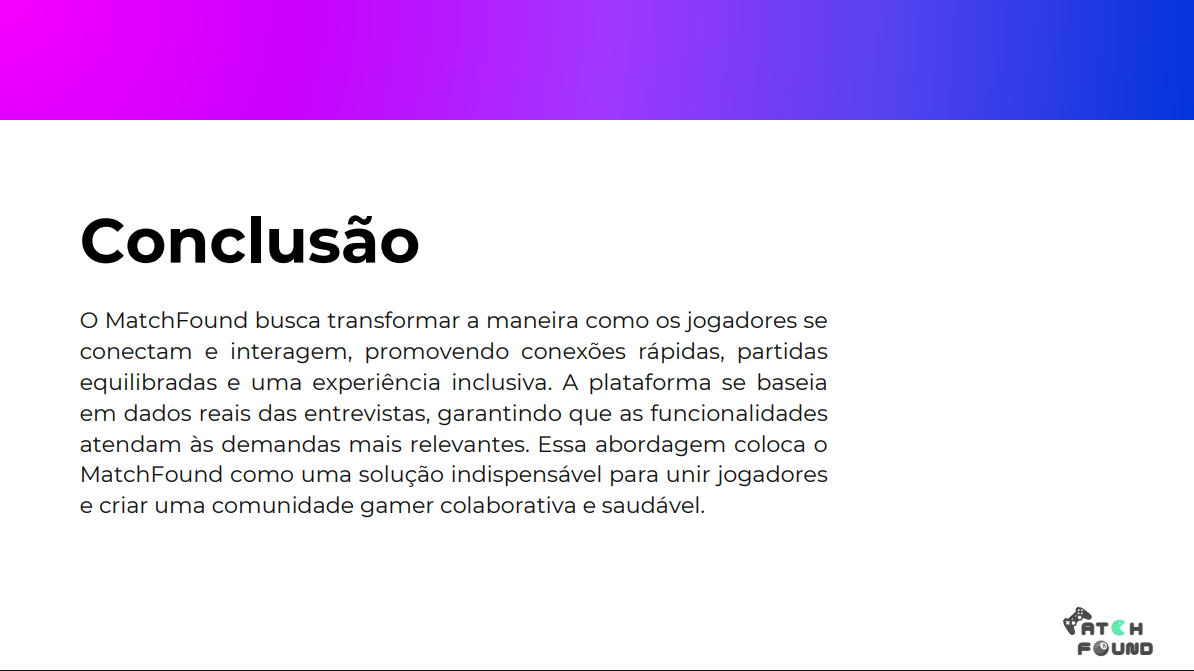 Conclusão
O MatchFound busca transformar a maneira como os jogadores se
conectam e interagem, promovendo conexões rápidas, partidas
equilibradas e uma experiência inclusiva. A plataforma se baseia
em dados reais das entrevistas, garantindo que as funcionalidades
atendam às demandas mais relevantes. Essa abordagem coloca o
MatchFound como uma solução indispensável para unir jogadores
e criar uma comunidade gamer colaborativa e saudável.
MATCH
FOUND